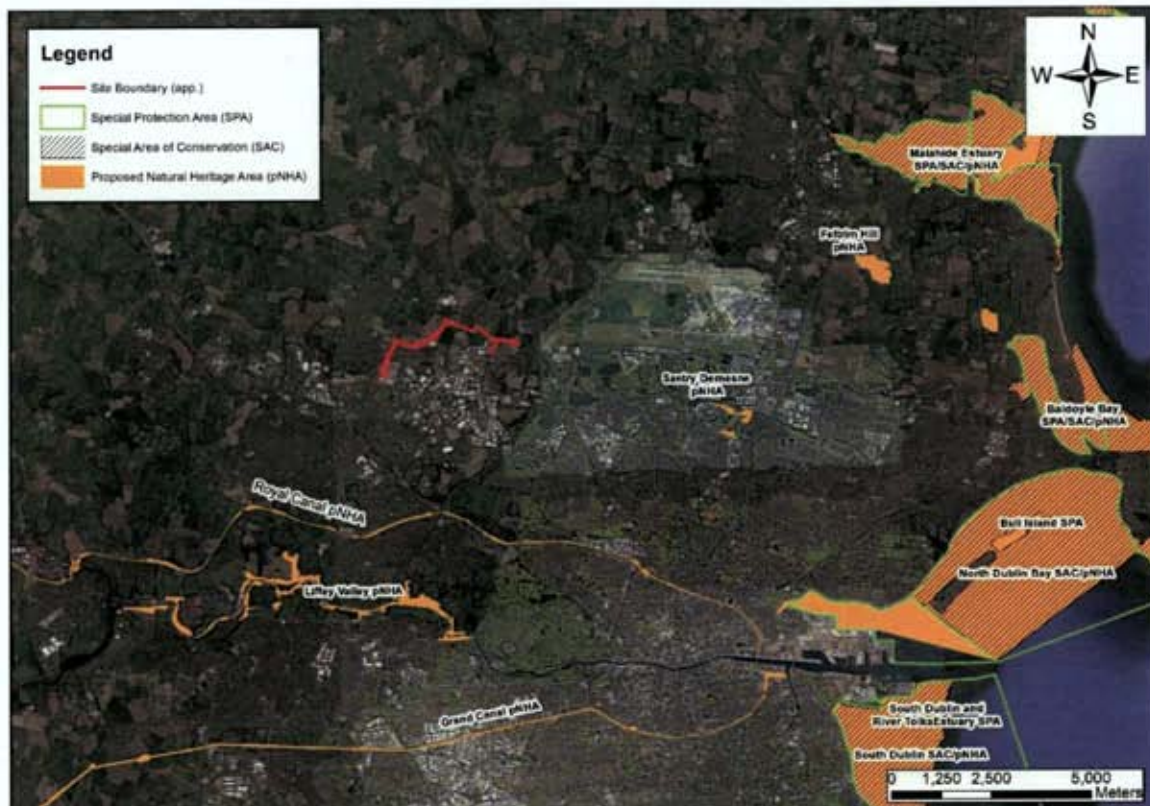 Legend
Site Boundary (app.)
Special Protection Area (SPA)
Special Area of Conservation (SAC)
Proposed Natural Heritage Area (pNHA)
N
W E
S
Malahide Estuary
SPA/SAC/pNHA
Feltrim Hill
pNHA
Santry Demesne
pNHA
Baldoyle Bay
SPA/SAC/pNHA
Royal Canal pNHA
Bull Island SPA
North Dublin Bay SAC/pNHA
Liffey Valley pNHA
Grand Canal pNHA
South Dublin and
River TolkaEstuary SPA
South Dublin SAC/pNHA
0 1,250 2,500 5,000
Meters